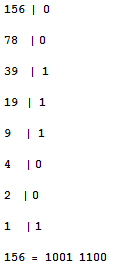 156 | 0
78 | 0
39 | 1
19 | 1
9 | 1
4 | 0
2 | 0
1 | 1
156 = 1001 1100